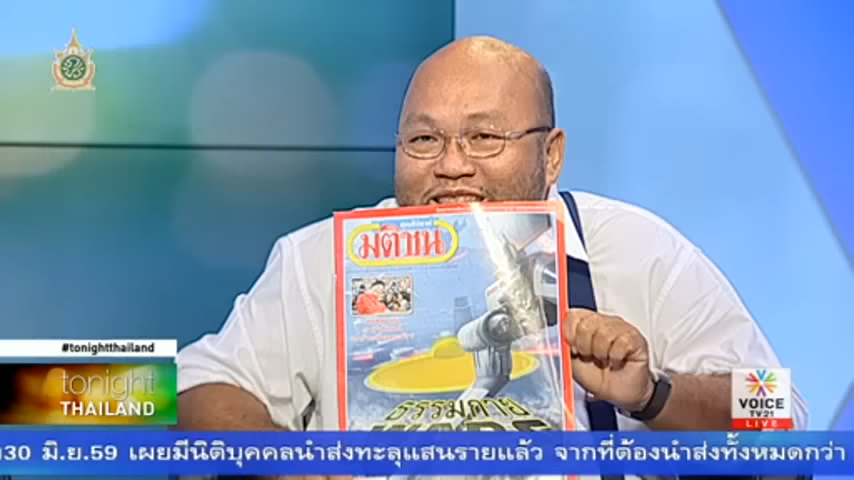 มติชน
ธรรมกาย
WARS
#tonightthailand
tonight
THAILAND
VOICE
TV21
LIVE
30 มิ.ย.59 เผยมีนิติบุคคลนำส่งทะลุแสนรายแล้ว จากที่ต้องนำส่งทั้งหมดกว่า